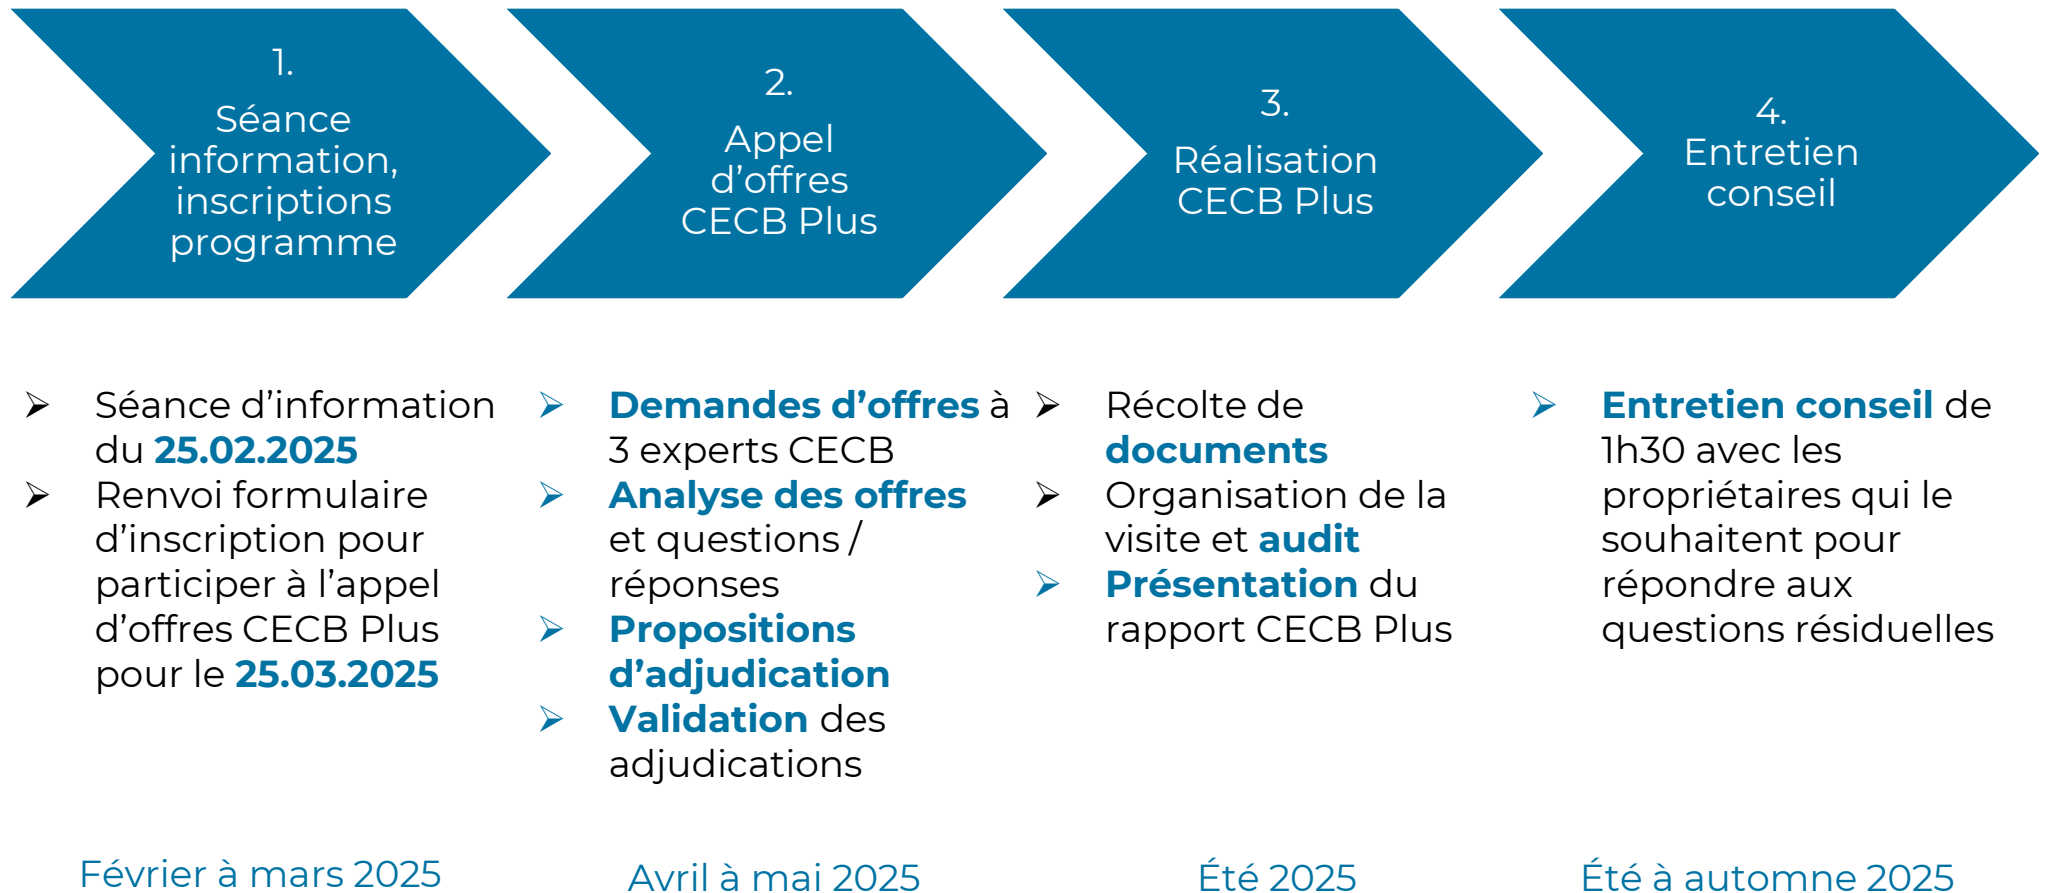 1.
Séance
information,
inscriptions
programme
2.
Appel
d’offres
CECB Plus
3.
Réalisation
CECB Plus
4.
Entretien
conseil
Séance d’information
du 25.02.2025
Renvoi formulaire
d’inscription pour
participer à l’appel
d’offres CECB Plus
pour le 25.03.2025
Demandes d’offres à
3 experts CECB
Analyse des offres
et questions /
réponses
Propositions
d’adjudication
Validation des
adjudications
Récolte de
documents
Organisation de la
visite et audit
Présentation du
rapport CECB Plus
Entretien conseil de
1h30 avec les
propriétaires qui le
souhaitent pour
répondre aux
questions résiduelles
Février à mars 2025
Avril à mai 2025
Été 2025
Été à automne 2025